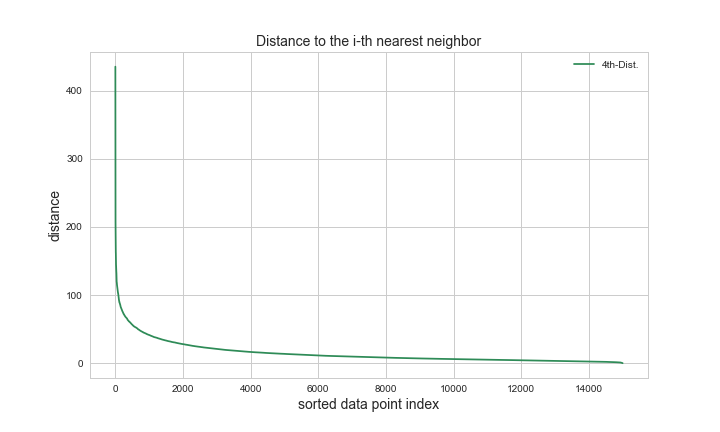 Distance to the i-th nearest neighbor
4th-Dist.
400
300
200
100
0
distance
0 2000 4000 6000 8000 10000 12000 14000
sorted data point index